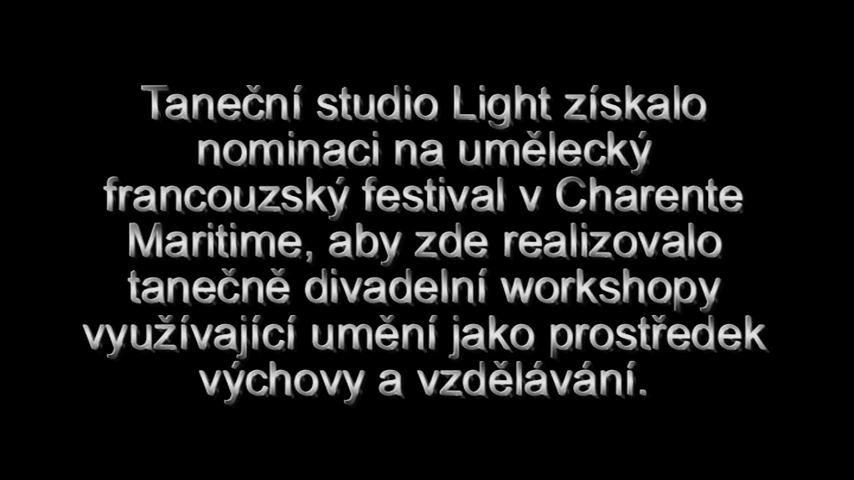 Taneční studio Light získalo
nominaci na umělecký
francouzský festival v Charente
Maritime, aby zde realizovalo
tanečně divadelní workshopy
využívající umění jako prostředek
výchovy a vzdělávání.